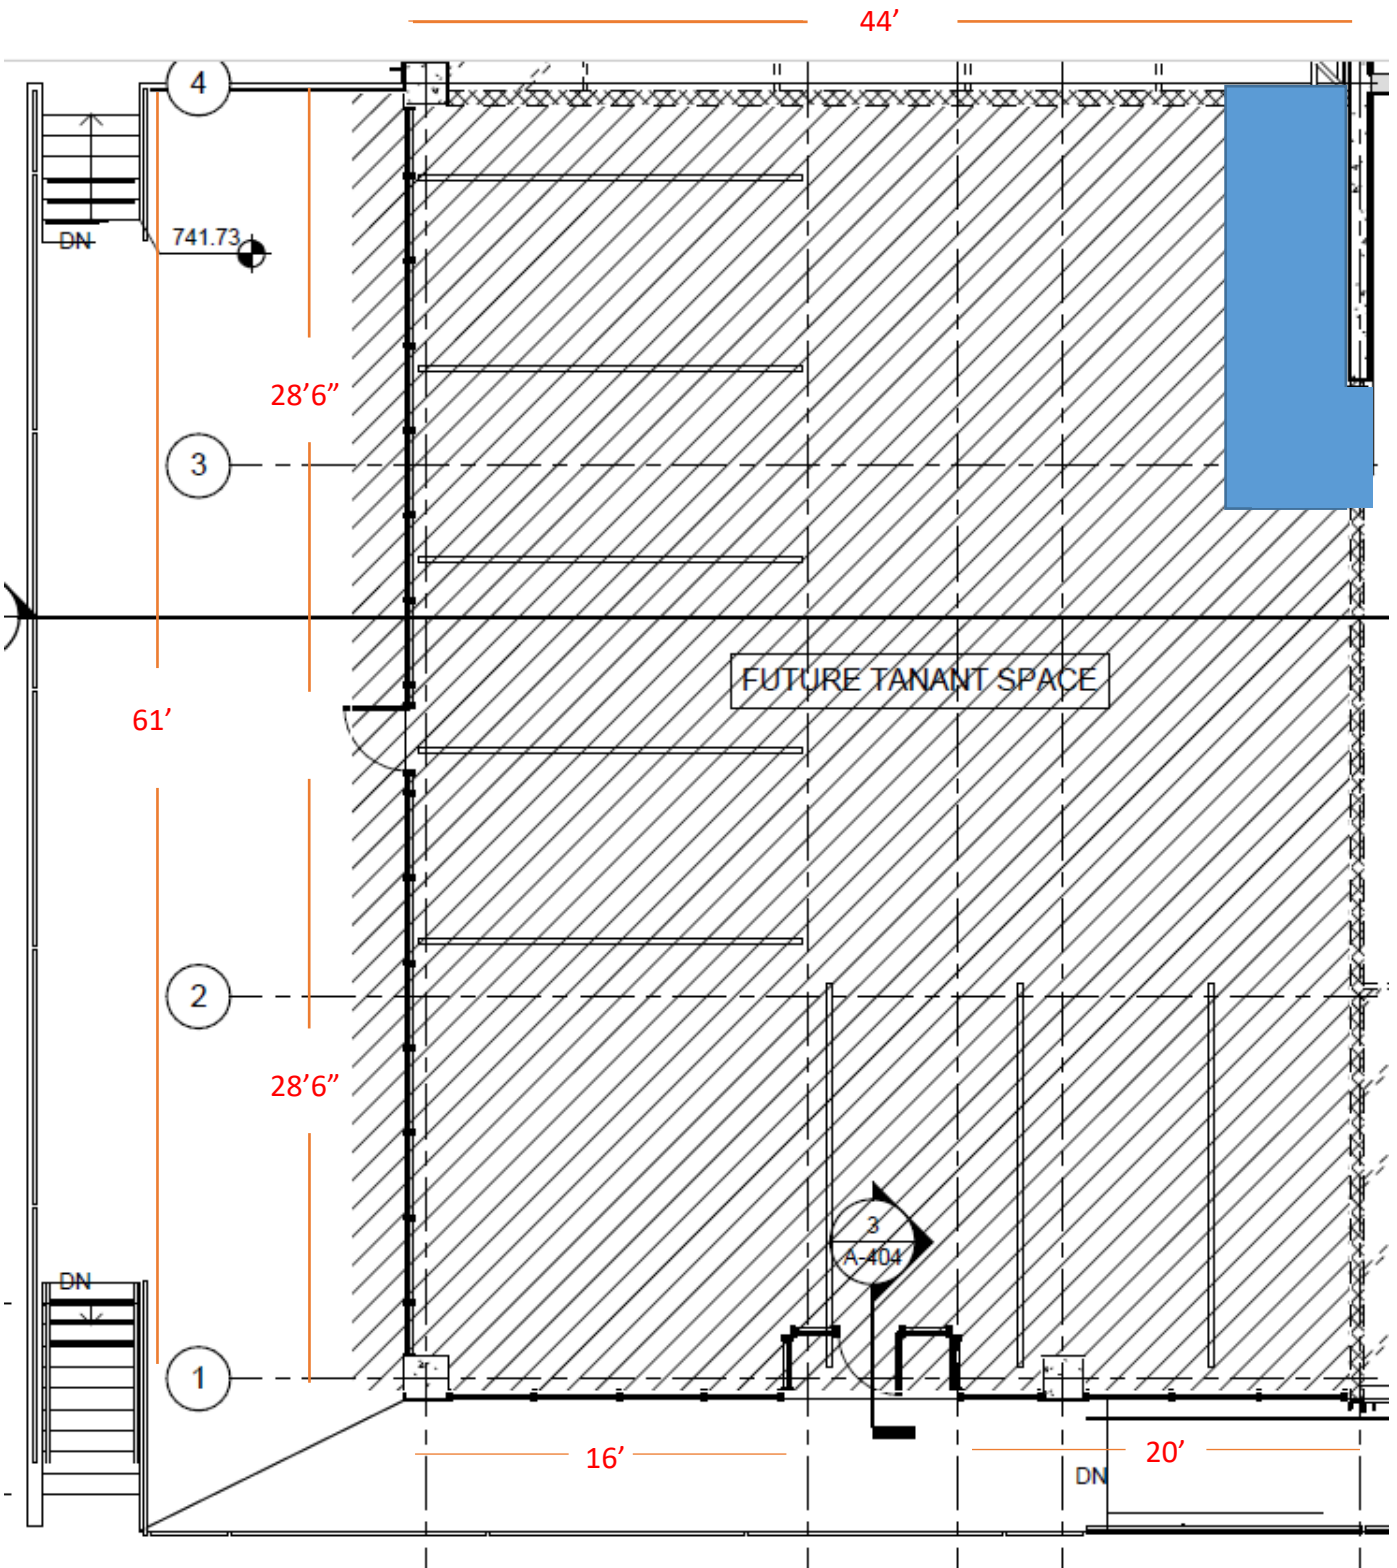 44’
4
DN
741.73
28’6”
3
FUTURE TANANT SPACE
61’
2
28’6”
3
A-404
DN
1
16’
20’
DN